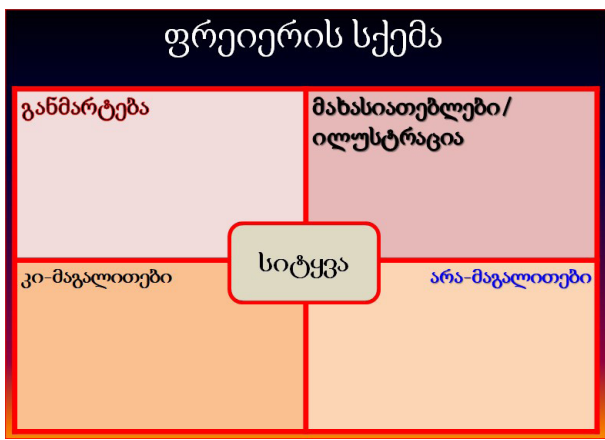 ფრეიერის სქემა
განმარტება
მახასიათებლები/
ილუსტრაცია
სიტყვა
კი-მაგალითები
არა-მაგალითები